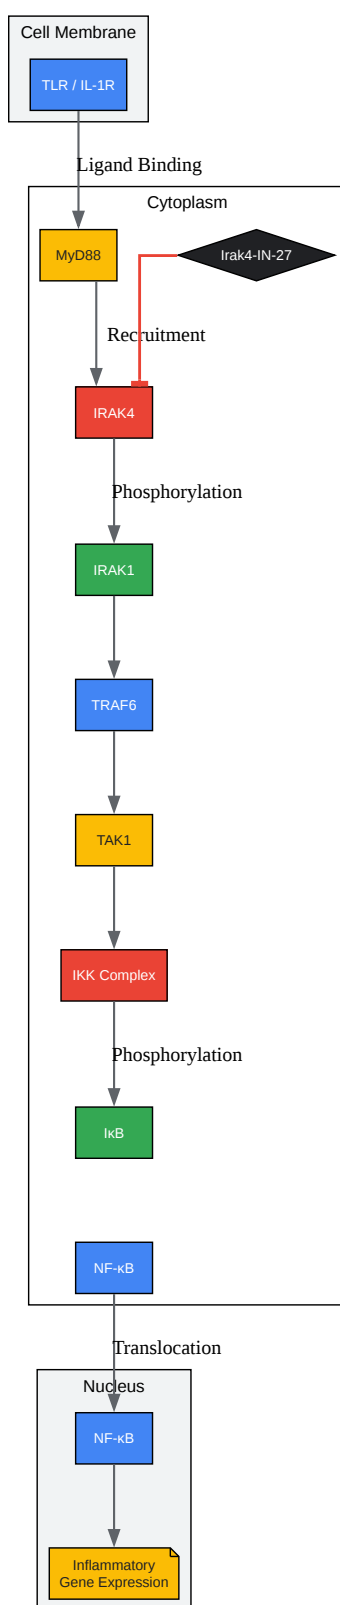 Cell Membrane
TLR / IL-1R
Ligand Binding
Cytoplasm
MyD88
Irak4-IN-27
Recruitment
IRAK4
Phosphorylation
IRAK1
TRAF6
TAK1
IKK Complex
Phosphorylation
IκB
NF-κB
Translocation
Nucleus
NF-κB
Inflammatory
Gene Expression